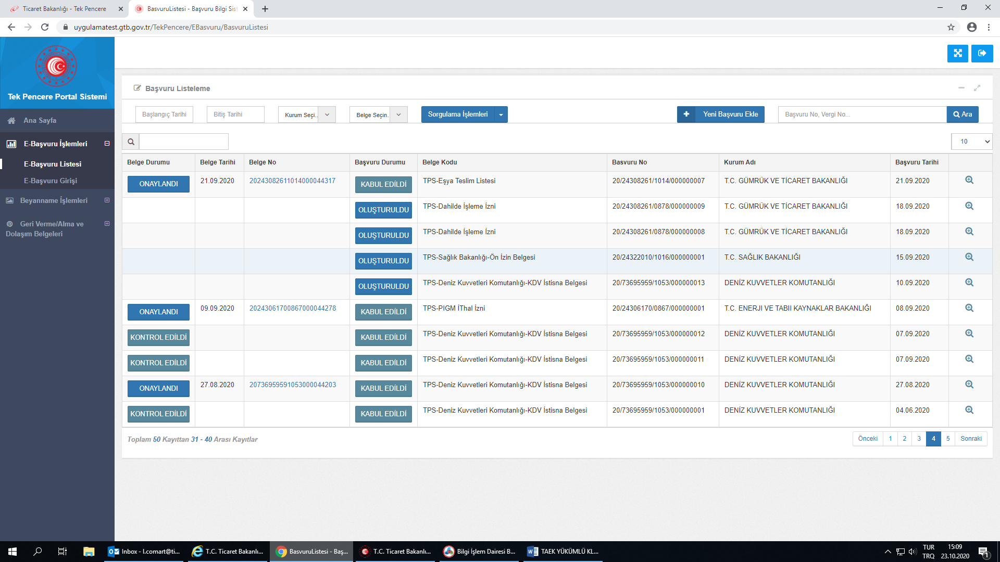 Ticaret Bakanlığı - Tek Pencere
BasvuruListesi - Başvuru Bilgi Sist
uygulamatest.gtb.gov.tr/TekPencere/EBasvuru/BasvuruListesi
Tek Pencere Portal Sistemi
Ana Sayfa
E-Başvuru İşlemleri
E-Başvuru Listesi
E-Başvuru Girişi
Beyanname İşlemleri
Geri Verme/Alma ve
Dolaşım Belgeleri
Başvuru Listeleme
Başlangıç Tarihi Bitiş Tarihi Kurum Seçi.. Belge Seçin. Sorgulama İşlemleri Yeni Başvuru Ekle Başvuru No, Vergi No... Ara
10
Belge Durumu Belge Tarihi Belge No Başvuru Durumu Belge Kodu Basvuru No Kurum Adı Başvuru Tarihi
ONAYLANDI 21.09.2020 20243082611014000044317 KABUL EDİLDİ TPS-Eşya Teslim Listesi 20/24308261/1014/000000007 T.C. GÜMRÜK VE TİCARET BAKANLIĞI 21.09.2020
OLUŞTURULDU TPS-Dahilde İşleme İzni 20/24308261/0878/000000009 T.C. GÜMRÜK VE TİCARET BAKANLIĞI 18.09.2020
OLUŞTURULDU TPS-Dahilde İşleme İzni 20/24308261/0878/000000008 T.C. GÜMRÜK VE TİCARET BAKANLIĞI 18.09.2020
OLUŞTURULDU TPS-Sağlık Bakanlığı-Ön İzin Belgesi 20/24322010/1016/000000001 T.C. SAĞLIK BAKANLIĞI 15.09.2020
OLUŞTURULDU TPS-Deniz Kuvvetleri Komutanlığı-KDV İstisna Belgesi 20/73695959/1053/000000013 DENİZ KUVVETLER KOMUTANLIĞI 10.09.2020
ONAYLANDI 09.09.2020 20243061700867000044278 KABUL EDİLDİ TPS-PIGM İThal İzni 20/24306170/0867/000000001 T.C. ENERJI VE TABII KAYNAKLAR BAKANLIĞI 08.09.2020
KONTROL EDİLDİ KABUL EDİLDİ TPS-Deniz Kuvvetleri Komutanlığı-KDV İstisna Belgesi 20/73695959/1053/000000012 DENİZ KUVVETLER KOMUTANLIĞI 07.09.2020
KONTROL EDİLDİ KABUL EDİLDİ TPS-Deniz Kuvvetleri Komutanlığı-KDV İstisna Belgesi 20/73695959/1053/000000011 DENİZ KUVVETLER KOMUTANLIĞI 07.09.2020
ONAYLANDI 27.08.2020 20736959591053000044203 KABUL EDİLDİ TPS-Deniz Kuvvetleri Komutanlığı-KDV İstisna Belgesi 20/73695959/1053/000000010 DENİZ KUVVETLER KOMUTANLIĞI 27.08.2020
KONTROL EDİLDİ KABUL EDİLDİ TPS-Deniz Kuvvetleri Komutanlığı-KDV İstisna Belgesi 20/73695959/1053/000000001 DENİZ KUVVETLER KOMUTANLIĞI 04.06.2020
Toplam 50 Kayıttan 31 - 40 Arası Kayıtlar
Önceki 1 2 3 4 5 Sonraki
Inbox - l.comart@ti... T.C. Ticaret Bakanlı... BasvuruListesi - Baş... T.C. Ticaret Bakanlı... Bilgi İşlem Dairesi B... TAEK YÜKÜMLÜ KL...
TUR 15:09
TRQ 23.10.2020 1